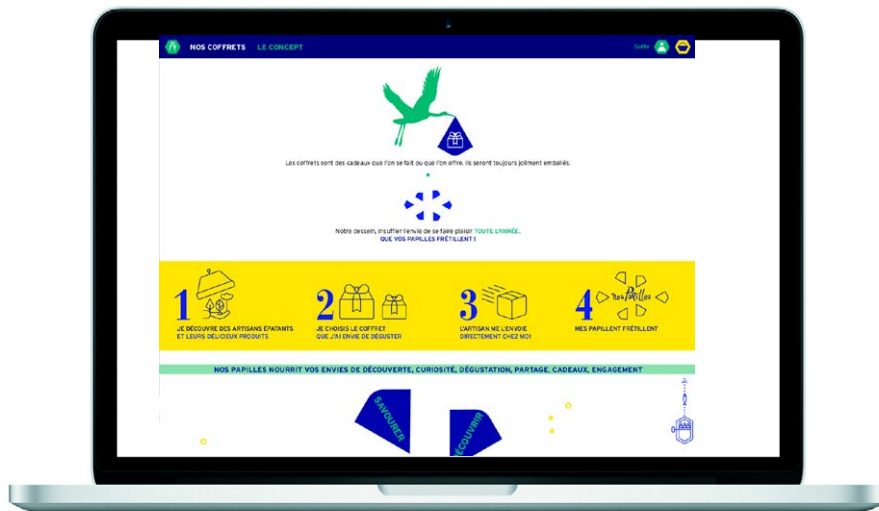 NOS COFFRETS LE CONCEPT
Les coffrets sont des cadeaux que l'on se fait ou que l'on offre, ils seront toujours joliment emballés.
Notre dessein, insuffler l'envie de se faire plaisir TOUTE L'ANNÉE.
QUE VOS PAPILLES FRÉTILLENT !
1
JE DÉCOUVRE DES ARTISANS ÉPATANTS
ET LEURS DÉLICIEUX PRODUITS
2
JE CHOISIS LE COFFRET
QUE J'AI ENVIE DE DÉGUSTER
3
L'ARTISAN ME L'ENVOIE
DIRECTEMENT CHEZ MOI
4
nos Papilles
MES PAPILLENT FRÉTILLENT
NOS PAPILLES NOURRIT VOS ENVIES DE DÉCOUVERTE, CURIOSITÉ, DÉGUSTATION, PARTAGE, CADEAUX, ENGAGEMENT
SAVOURER
DÉCOUVRIR